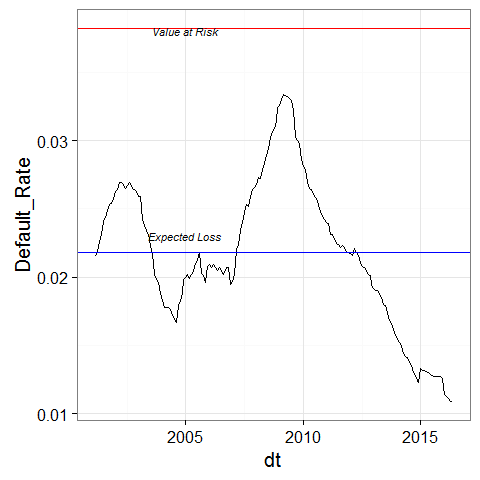 Value at Risk
0.03
Expected Loss
0.02
0.01
Default_Rate
2005 2010 2015
dt